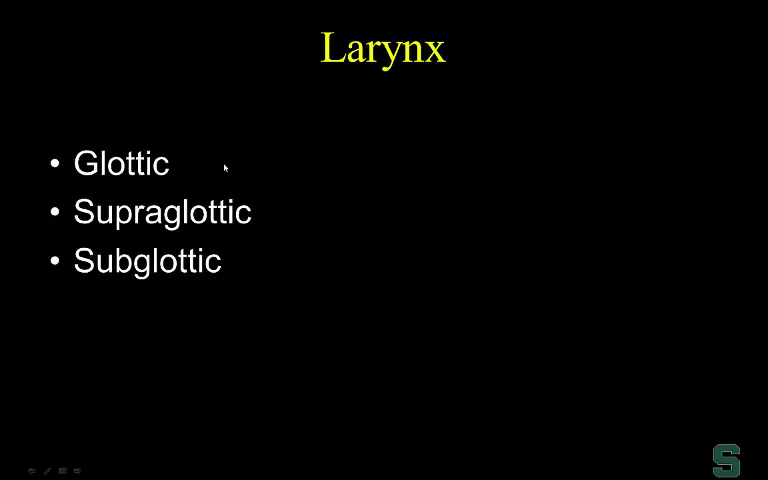 Larynx
• Glottic
• Supraglottic
• Subglottic
S